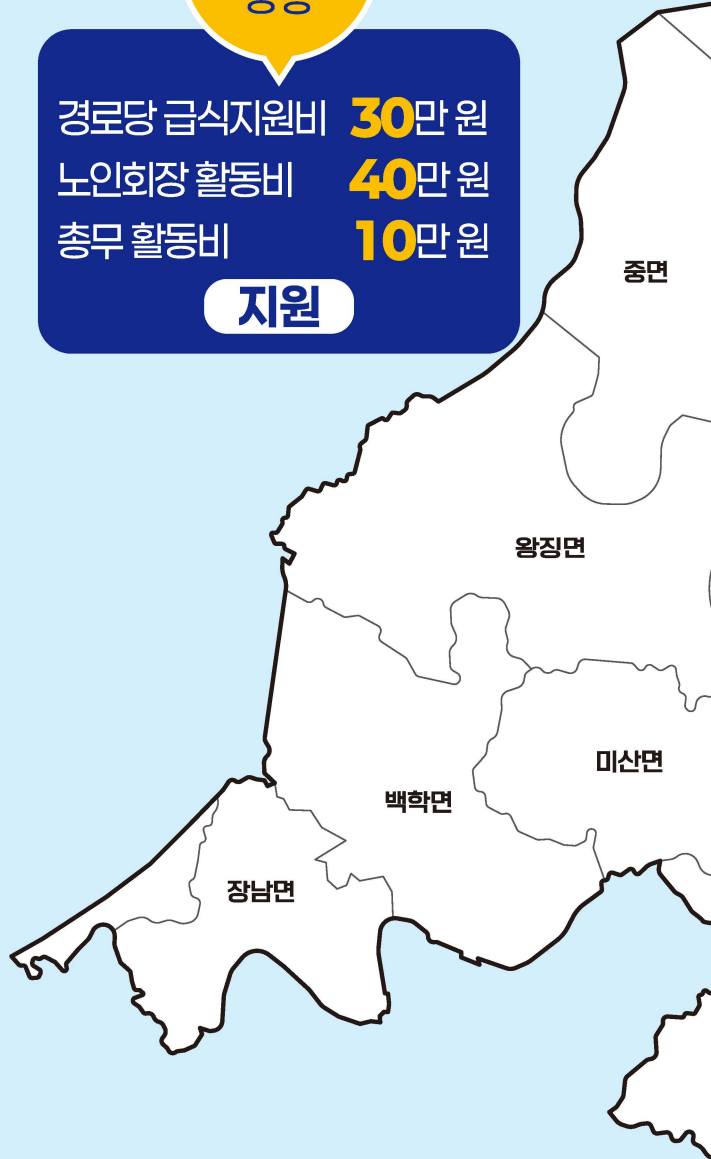 경로당 급식지원비 30만 원
노인회장 활동비 40만 원
총무 활동비 10만 원
지원
중면
왕징면
미산면
백학면
장남면